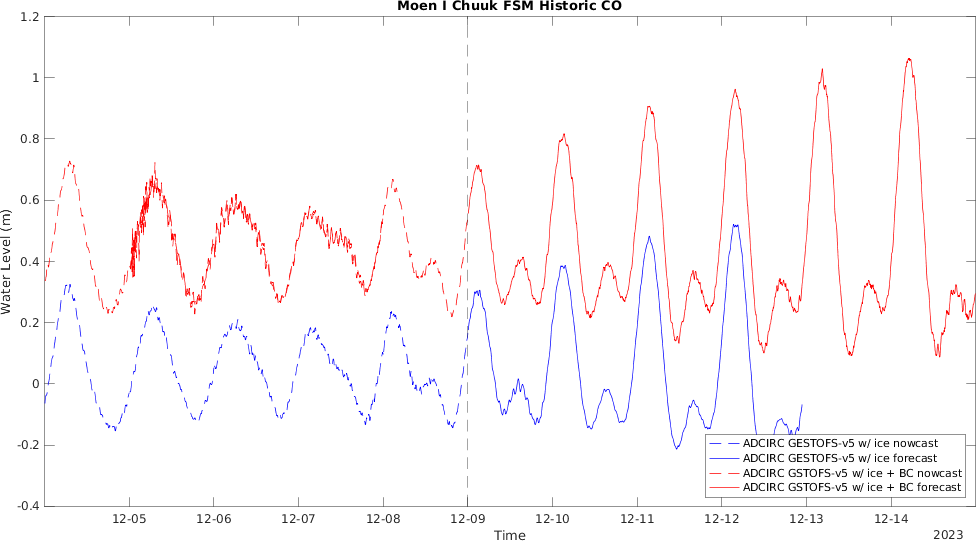 Moen I Chuuk FSM Historic CO
1.2
1
0.8
0.6
0.4
0.2
0
-0.2
-0.4
Water Level (m)
ADCIRC GESTOFS-v5 w/ ice nowcast
ADCIRC GESTOFS-v5 w/ ice forecast
ADCIRC GSTOFS-v5 w/ ice + BC nowcast
ADCIRC GSTOFS-v5 w/ ice + BC forecast
12-05 12-06 12-07 12-08 12-09 12-10 12-11 12-12 12-13 12-14
Time
2023